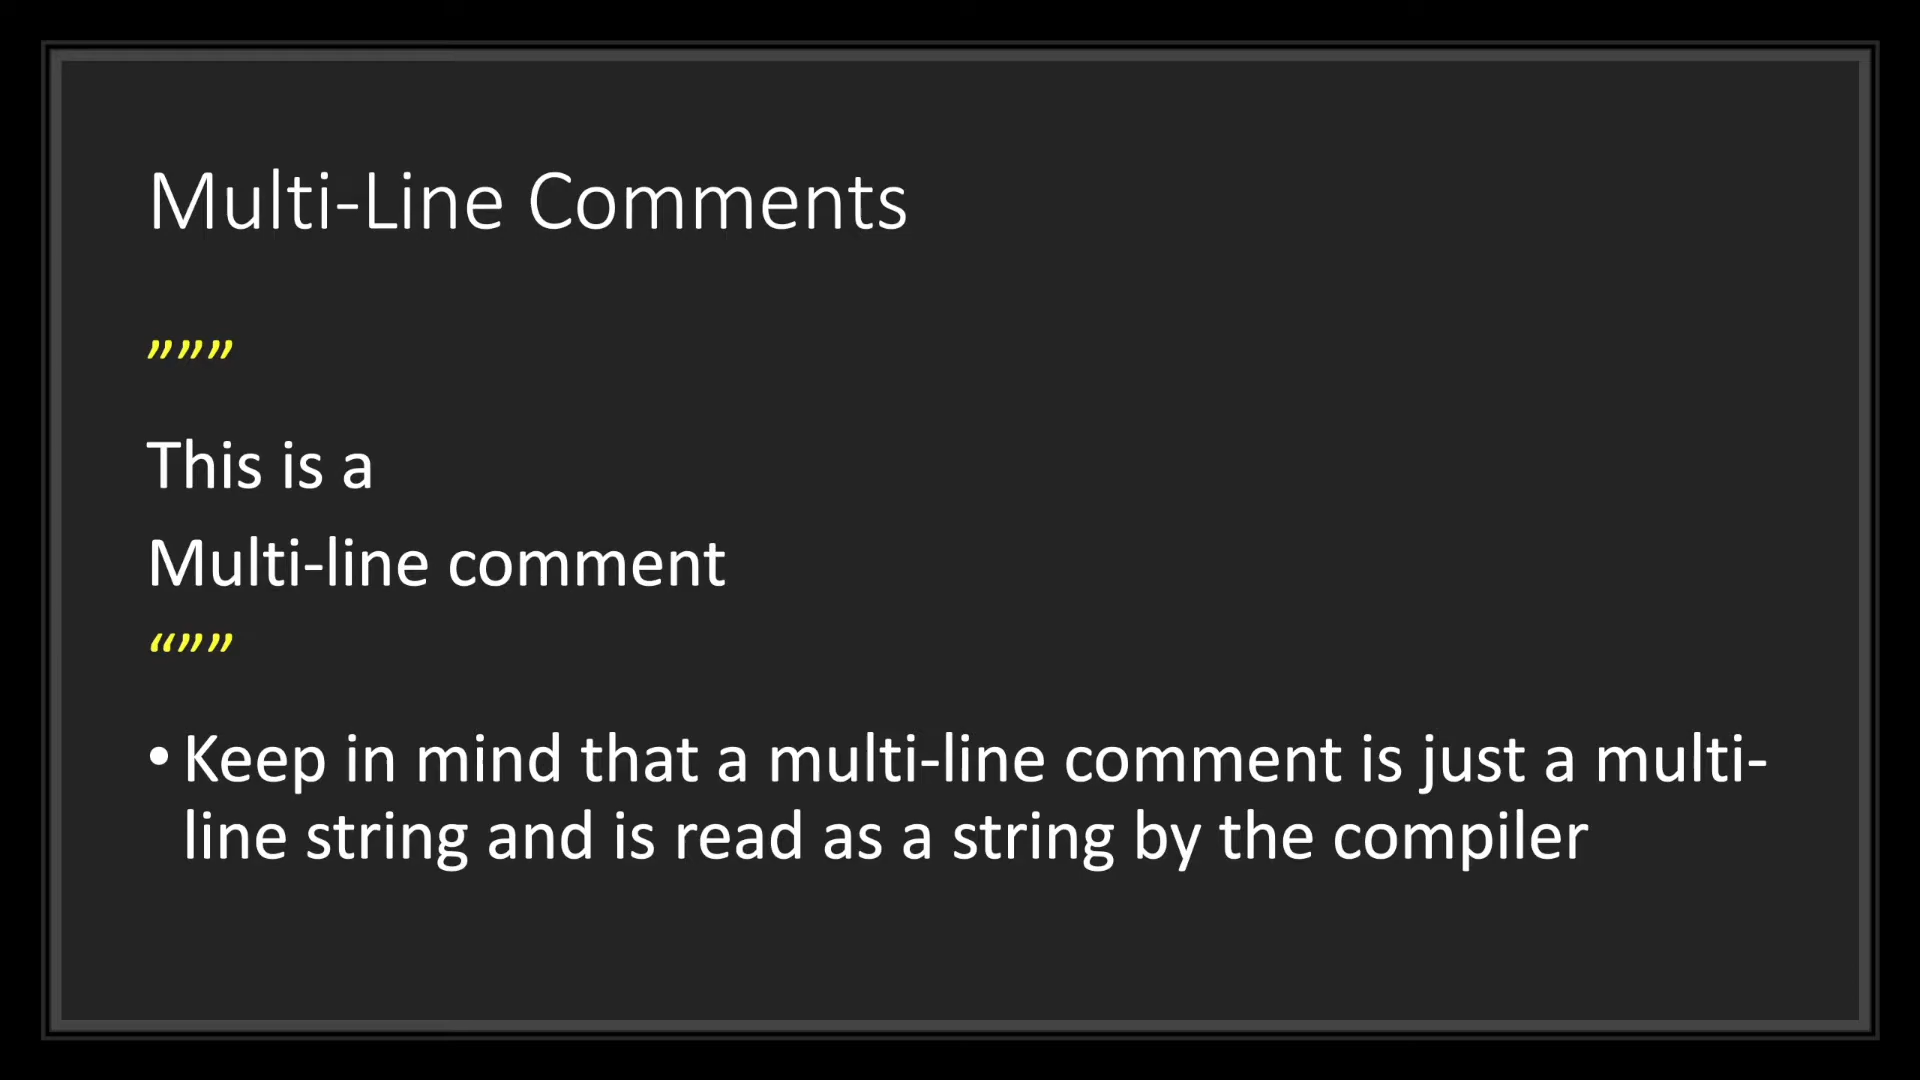 Multi-Line Comments
”””
This is a
Multi-line comment
“””
• Keep in mind that a multi-line comment is just a multi-
line string and is read as a string by the compiler